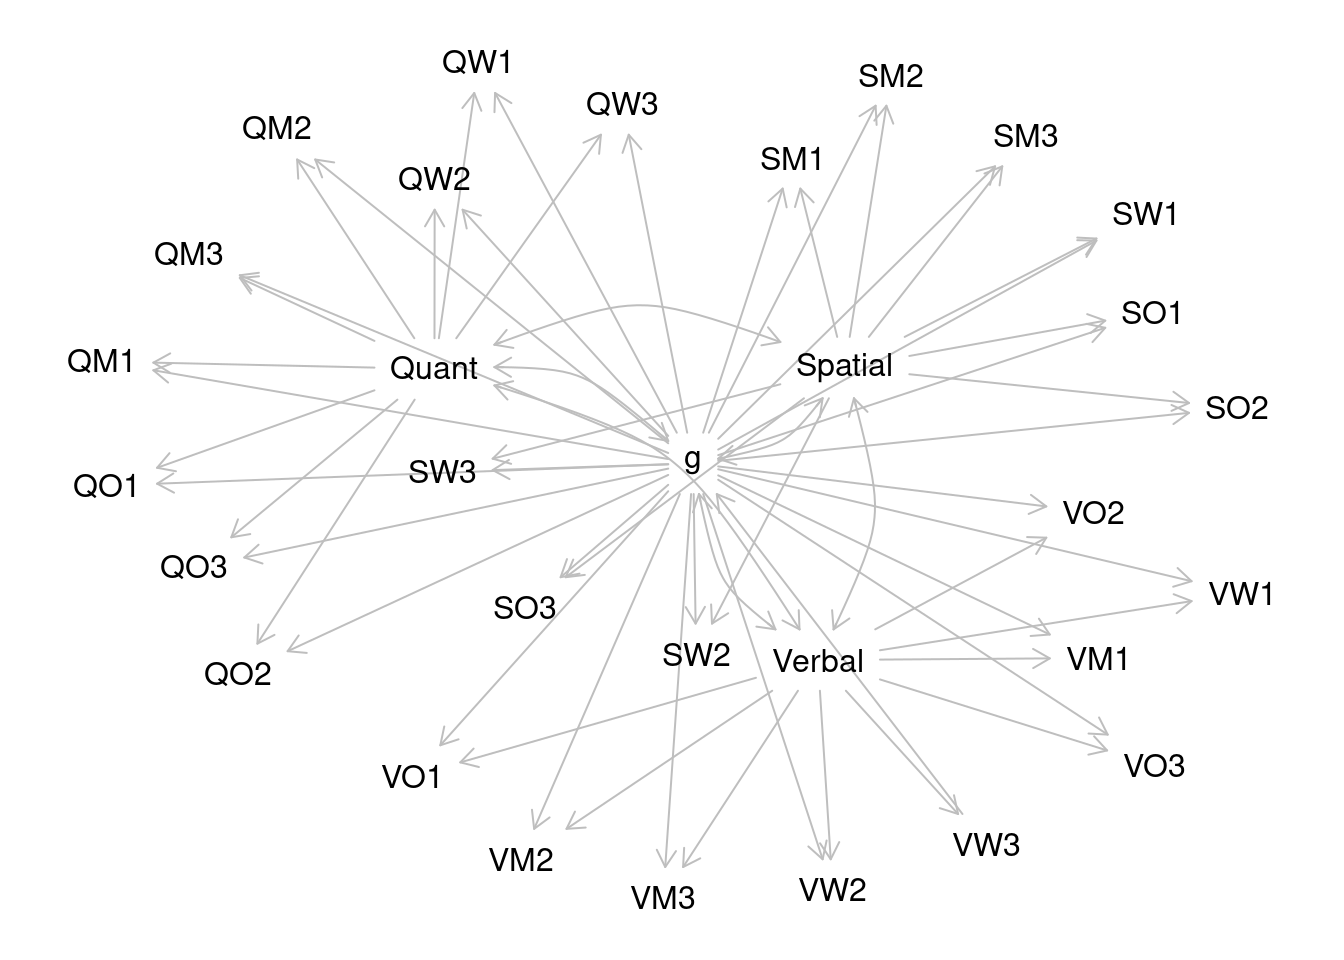 QW1
SM2
QW3
QM2
SM3
SM1
QW2
SW1
QM3
SO1
QM1
Quant
Spatial
SO2
g
SW3
QO1
VO2
QO3
VW1
SO3
SW2
Verbal
VM1
QO2
VO1
VO3
VM2
VW3
VM3
VW2